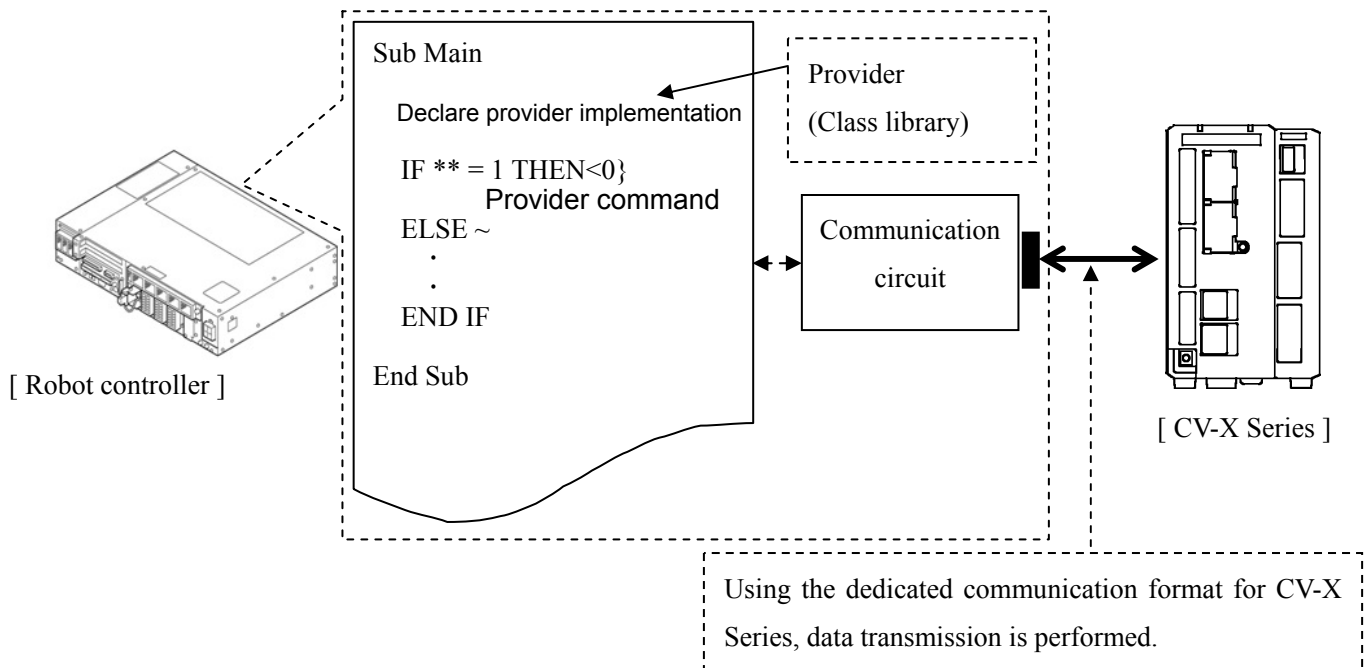 Sub Main
Declare provider implementation
IF ** = 1 THEN<0}
Provider command
ELSE ~
.
.
END IF
End Sub
Provider
(Class library)
Communication
circuit
[ Robot controller ]
[ CV-X Series ]
Using the dedicated communication format for CV-X
Series, data transmission is performed.